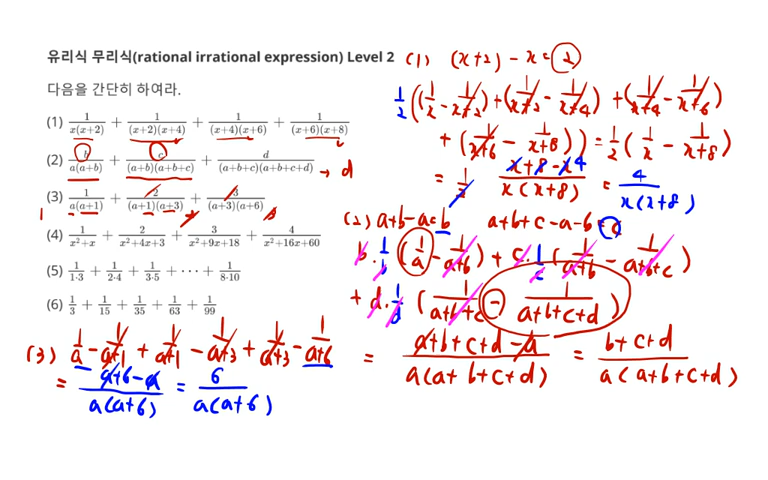 유리식 무리식(rational irrational expression) Level 2
다음을 간단히 하여라.
(1) 1/(x(x+2)) + 1/((x+2)(x+4)) + 1/((x+4)(x+6)) + 1/((x+6)(x+8))
(2) b/(a(a+b)) + c/((a+b)(a+b+c)) + d/((a+b+c)(a+b+c+d)) → d
(3) 1/(a(a+1)) + 2/((a+1)(a+3)) + 3/((a+3)(a+6))
(4) 1/(x²+x) + 2/(x²+4x+3) + 3/(x²+9x+18) + 4/(x²+16x+60)
(5) 1/(1·3) + 1/(2·4) + 1/(3·5) + ··· + 1/(8·10)
(6) 1/3 + 1/15 + 1/35 + 1/63 + 1/99
(1) (x+2) - x = 2
1/2 ((1/x - 1/(x+2)) + (1/(x+2) - 1/(x+4)) + (1/(x+4) - 1/(x+6))
+ (1/(x+6) - 1/(x+8))) = 1/2 (1/x - 1/(x+8))
= 1/2 (x+8-x)/(x(x+8)) 4 = 4/(x(x+8))
(2) a+b-a=b a+b+c-a-b=c
b · 1/b (1/a - 1/(a+b)) + c · 1/c (1/(a+b) - 1/(a+b+c))
+ d · 1/d (1/(a+b+c) - 1/(a+b+c+d))
= (a+b+c+d-a)/(a(a+b+c+d)) = (b+c+d)/(a(a+b+c+d))
(3) 1/a - 1/(a+1) + 1/(a+1) - 1/(a+3) + 1/(a+3) - 1/(a+6)
= (a+6-a)/(a(a+6)) = 6/(a(a+6))